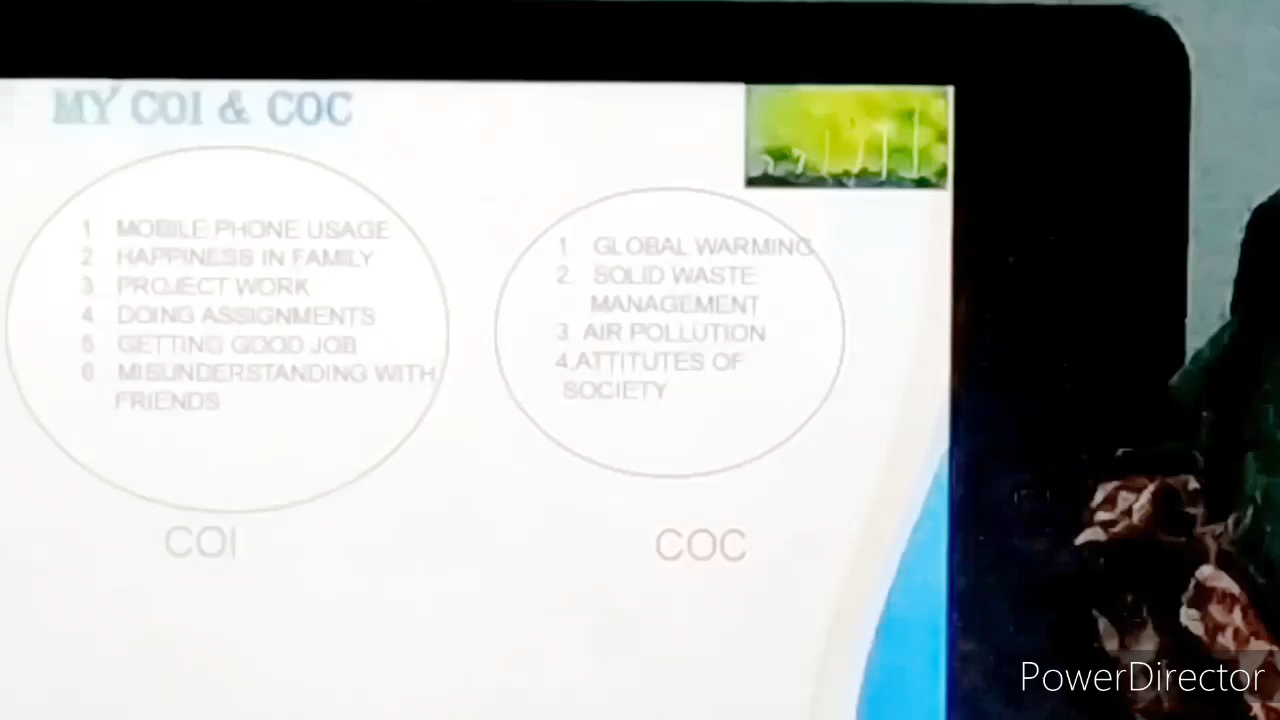 MY COI & COC
1 MOBILE PHONE USAGE
2 HAPPINESS IN FAMILY
3 PROJECT WORK
4 DOING ASSIGNMENTS
5 GETTING GOOD JOB
6 MISUNDERSTANDING WITH
FRIENDS
COI
1. GLOBAL WARMING
2. SOLID WASTE
MANAGEMENT
3. AIR POLLUTION
4.ATTITUTES OF
SOCIETY
COC
PowerDirector